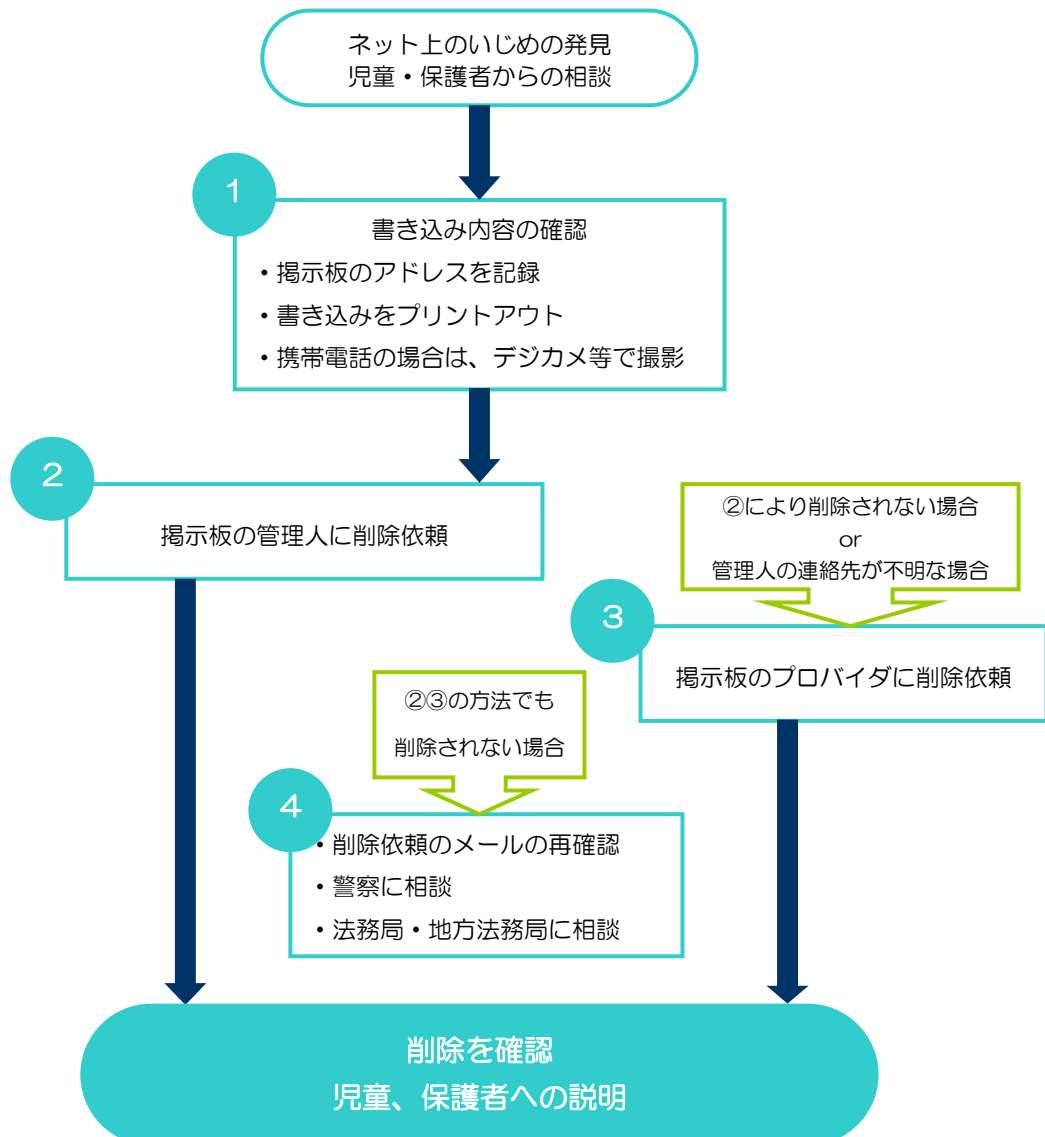 ネット上のいじめの発見
児童・保護者からの相談
1
書き込み内容の確認
・掲示板のアドレスを記録
・書き込みをプリントアウト
・携帯電話の場合は、デジカメ等で撮影
2
掲示板の管理人に削除依頼
②により削除されない場合
or
管理人の連絡先が不明な場合
3
掲示板のプロバイダに削除依頼
②③の方法でも
削除されない場合
4
・削除依頼のメールの再確認
・警察に相談
・法務局・地方法務局に相談
削除を確認
児童、保護者への説明